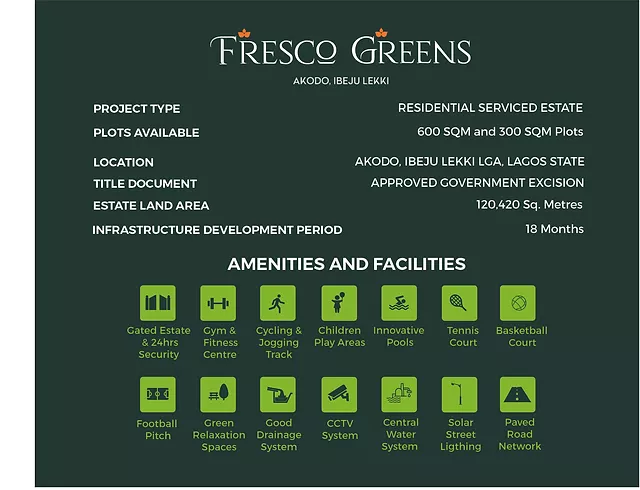 FRESCO GREENS
AKODO, IBEJU LEKKI
PROJECT TYPE RESIDENTIAL SERVICED ESTATE
PLOTS AVAILABLE 600 SQM and 300 SQM Plots
LOCATION AKODO, IBEJU LEKKI LGA, LAGOS STATE
TITLE DOCUMENT APPROVED GOVERNMENT EXCISION
ESTATE LAND AREA 120,420 Sq. Metres
INFRASTRUCTURE DEVELOPMENT PERIOD 18 Months
AMENITIES AND FACILITIES
Gated Estate
& 24hrs
Security
Gym &
Fitness
Centre
Cycling &
Jogging
Track
Children
Play Areas
Innovative
Pools
Tennis
Court
Basketball
Court
Football
Pitch
Green
Relaxation
Spaces
Good
Drainage
System
CCTV
System
Central
Water
System
Solar
Street
Ligthing
Paved
Road
Network